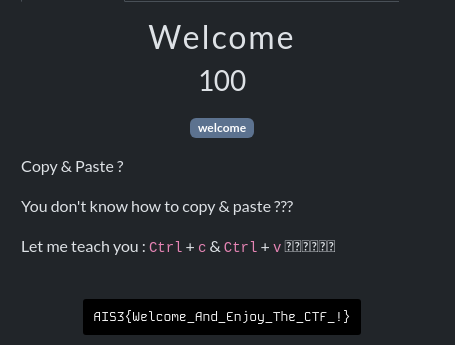 Welcome
100
welcome
Copy & Paste ?
You don't know how to copy & paste ???
Let me teach you : Ctrl + c & Ctrl + v
AIS3{Welcome_And_Enjoy_The_CTF_!}